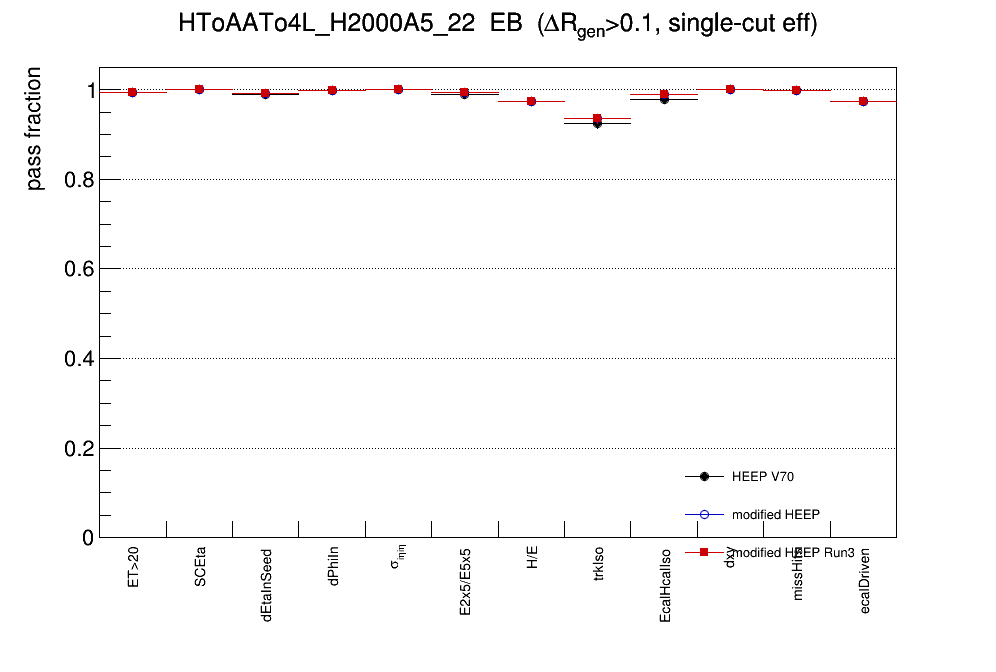 HToAATo4L_H2000A5_22 EB (ΔRgen>0.1, single-cut eff)
pass fraction
1
0.8
0.6
0.4
0.2
0
HEEP V70
modified HEEP
modified HEEP Run3
ET>20
SCEta
dEtaInSeed
dPhiIn
σiηiη
E2x5/E5x5
H/E
trkIso
EcalHcalIso
dxy
missHits
ecalDriven